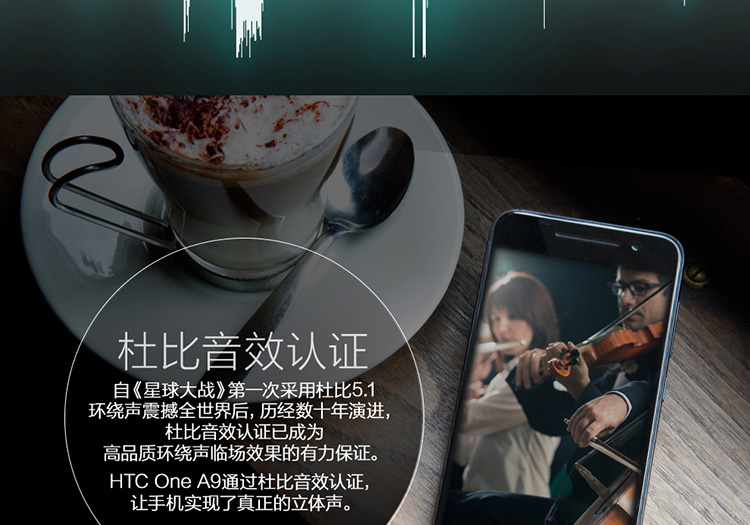 杜比音效认证
自《星球大战》第一次采用杜比5.1
环绕声震撼全世界后，历经数十年演进，
杜比音效认证已成为
高品质环绕声临场效果的有力保证。
HTC One A9通过杜比音效认证，
让手机实现了真正的立体声。